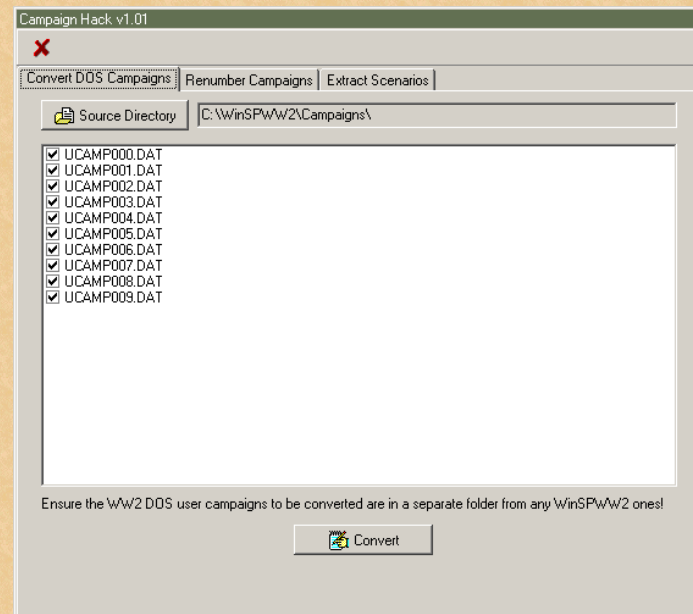 Campaign Hack v1.01
Convert DOS Campaigns Renumber Campaigns Extract Scenarios
Source Directory C:\WinSPWW2\Campaigns\
UCAMP000.DAT
UCAMP001.DAT
UCAMP002.DAT
UCAMP003.DAT
UCAMP004.DAT
UCAMP005.DAT
UCAMP006.DAT
UCAMP007.DAT
UCAMP008.DAT
UCAMP009.DAT
Ensure the WW2 DOS user campaigns to be converted are in a separate folder from any WinSPWW2 ones!
Convert